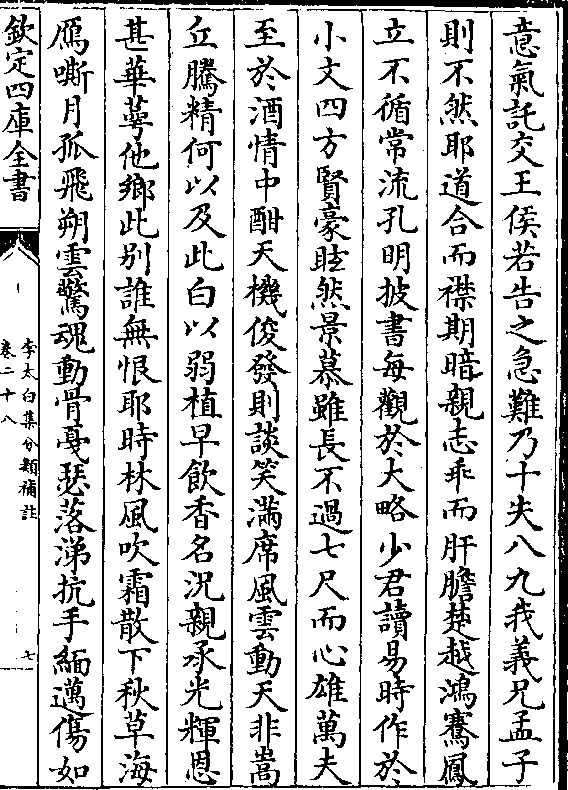 意氣託交王侯若告之急難乃十失八九我義兄孟子
則不然耶道合而襟期暗親志乖而肝膽楚越鴻騫鳳
立不循常流孔明披書每觀於大略少君讀易時作於
小文四方賢豪眩然景慕雖長不過七尺而心雄萬夫
至於酒情中酣天機俊發則談笑滿席風雲動天非嵩
丘騰精何以及此白以弱植早飲香名況親承光輝恩
甚華萼他鄉此别誰無恨耶時林風吹霜散下秋草海
鴈嘶月孤飛朔雲驚魂動骨戞瑟落涕抗手緬邁傷如
欽定四庫全書
李太白集分類補註
卷二十八
七